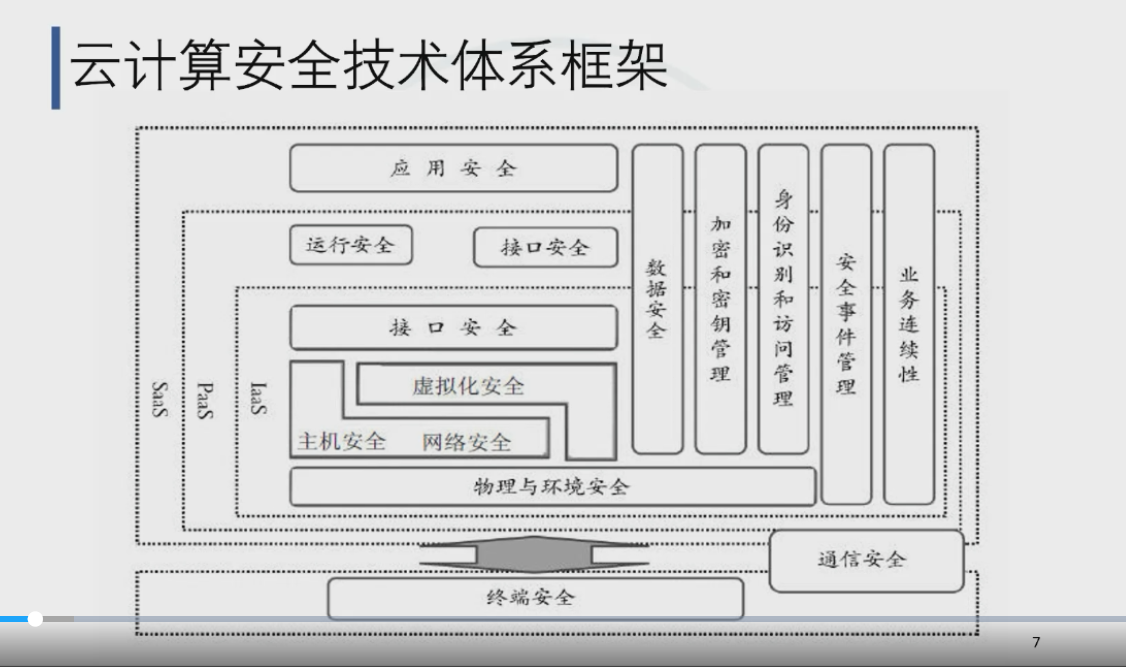 云计算安全技术体系框架
应用安全
运行安全
接口安全
接口安全
虚拟化安全
主机安全
网络安全
物理与环境安全
数据安全
加密和密钥管理
身份识别和访问管理
安全事件管理
业务连续性
SaaS
PaaS
IaaS
通信安全
终端安全
7